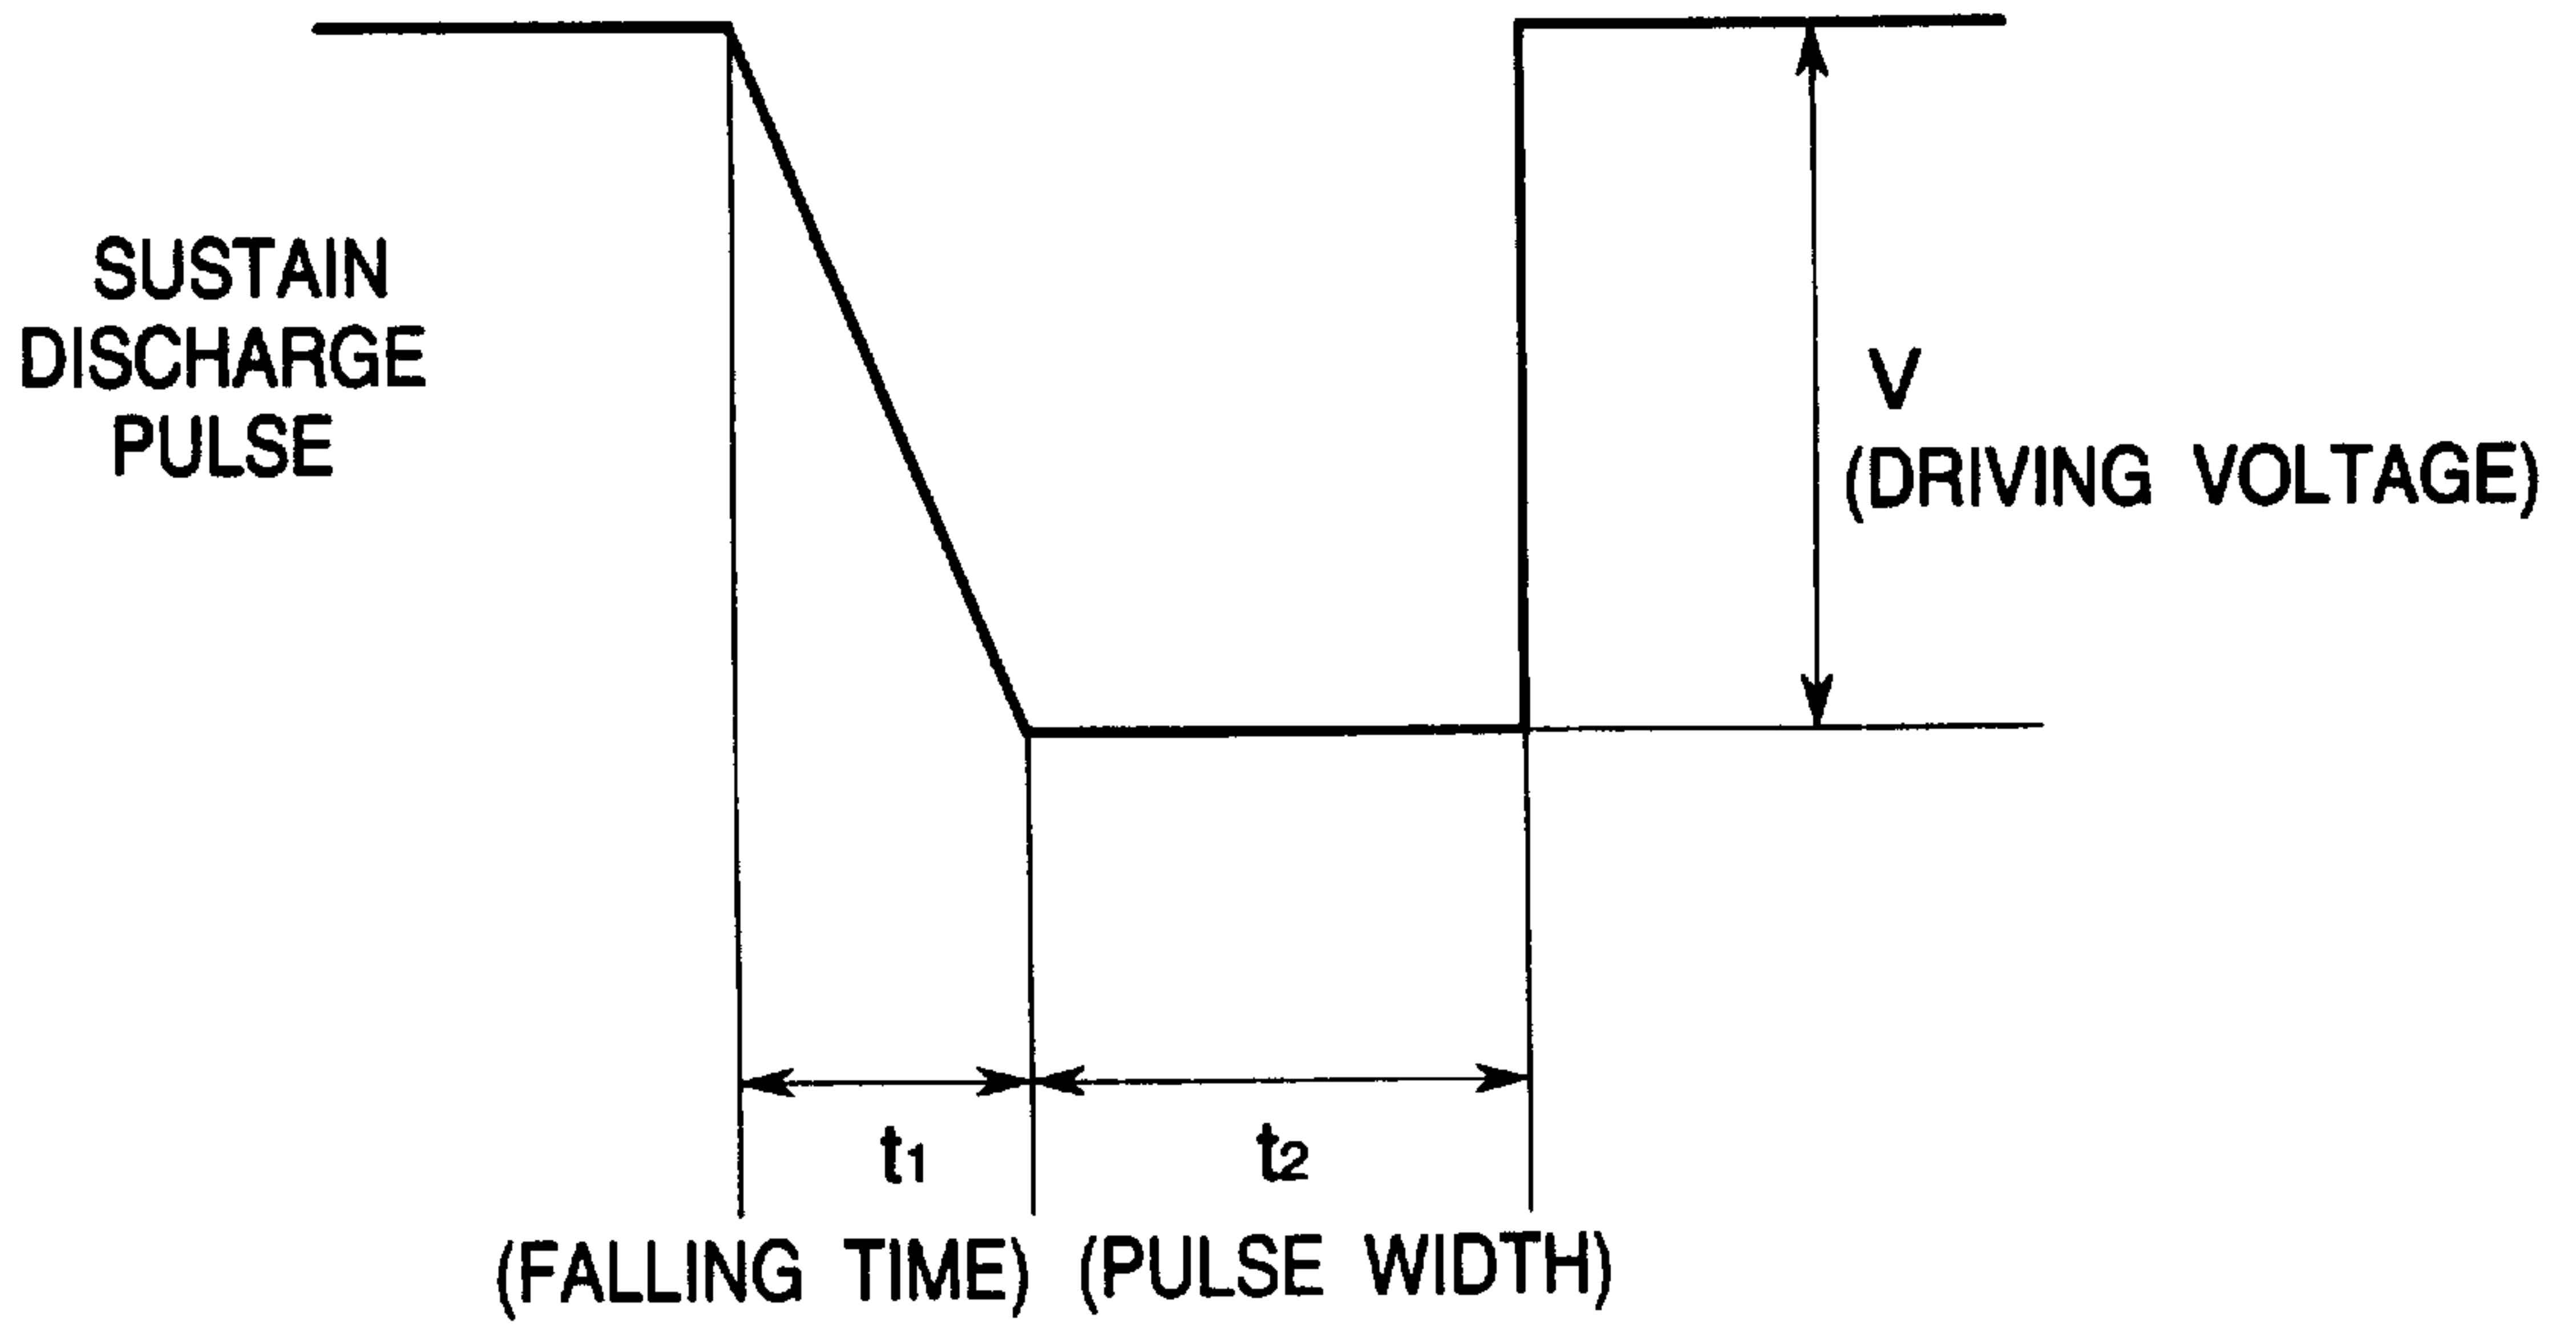 SUSTAIN
DISCHARGE
PULSE
V
(DRIVING VOLTAGE)
t1
t2
(FALLING TIME) (PULSE WIDTH)